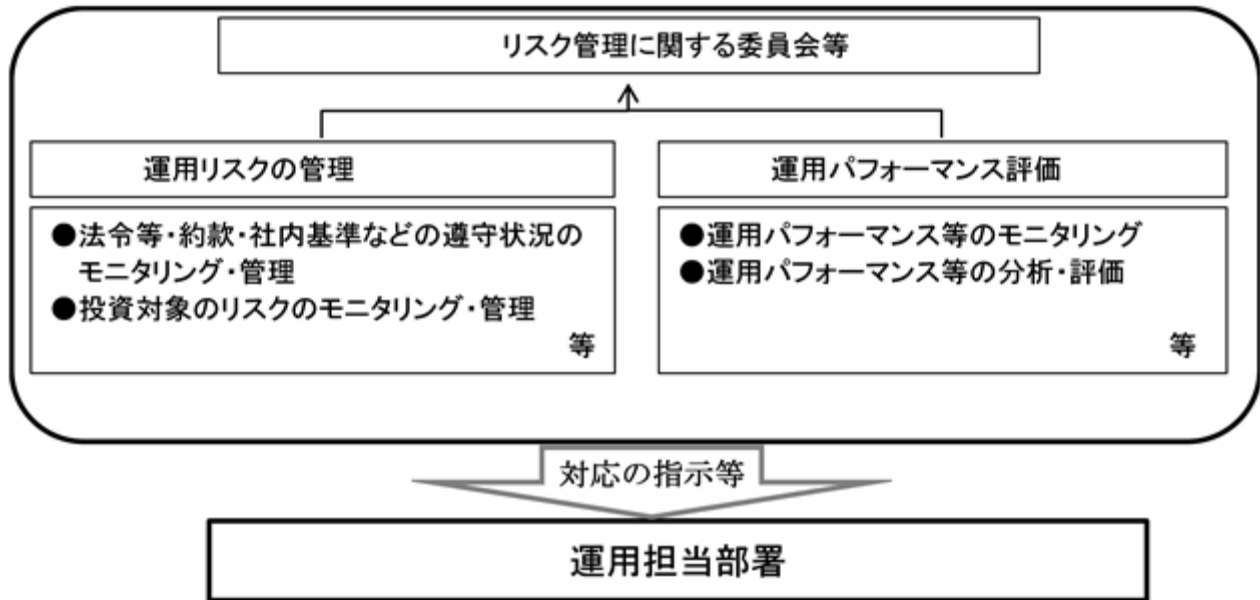 リスク管理に関する委員会等
運用リスクの管理
運用パフォーマンス評価
●法令等・約款・社内基準などの遵守状況の
モニタリング・管理
●投資対象のリスクのモニタリング・管理
等
●運用パフォーマンス等のモニタリング
●運用パフォーマンス等の分析・評価
等
対応の指示等
運用担当部署